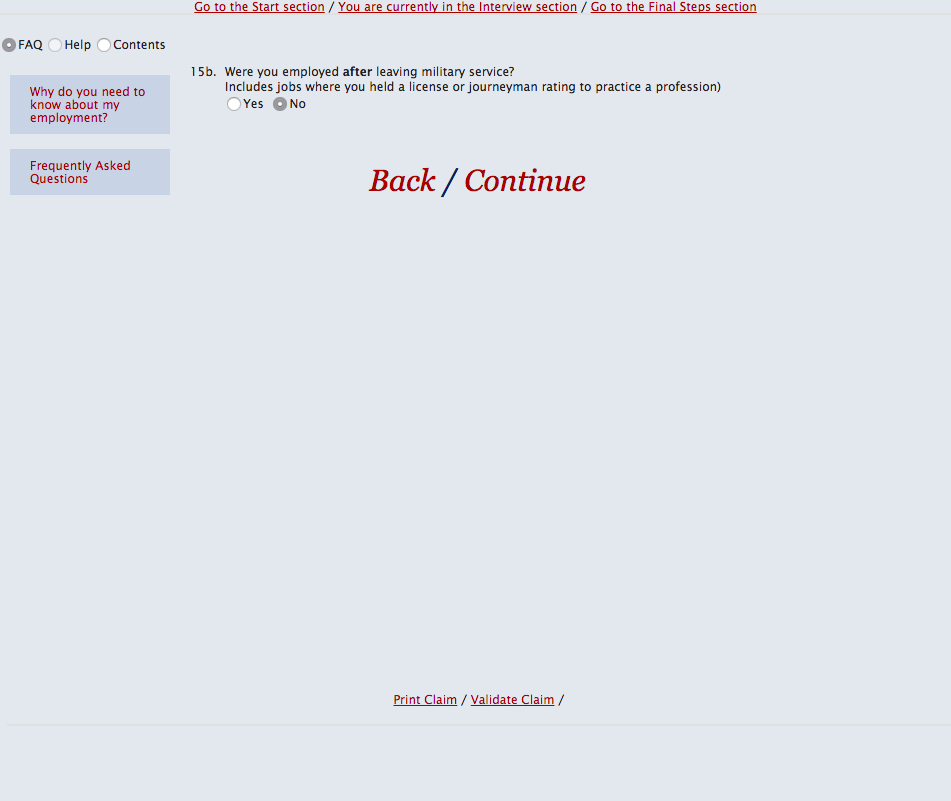 Go to the Start section / You are currently in the Interview section / Go to the Final Steps section
FAQ Help Contents
15b. Were you employed after leaving military service?
Includes jobs where you held a license or journeyman rating to practice a profession)
Yes No
Why do you need to
know about my
employment?
Frequently Asked
Questions
Back / Continue
Print Claim / Validate Claim /